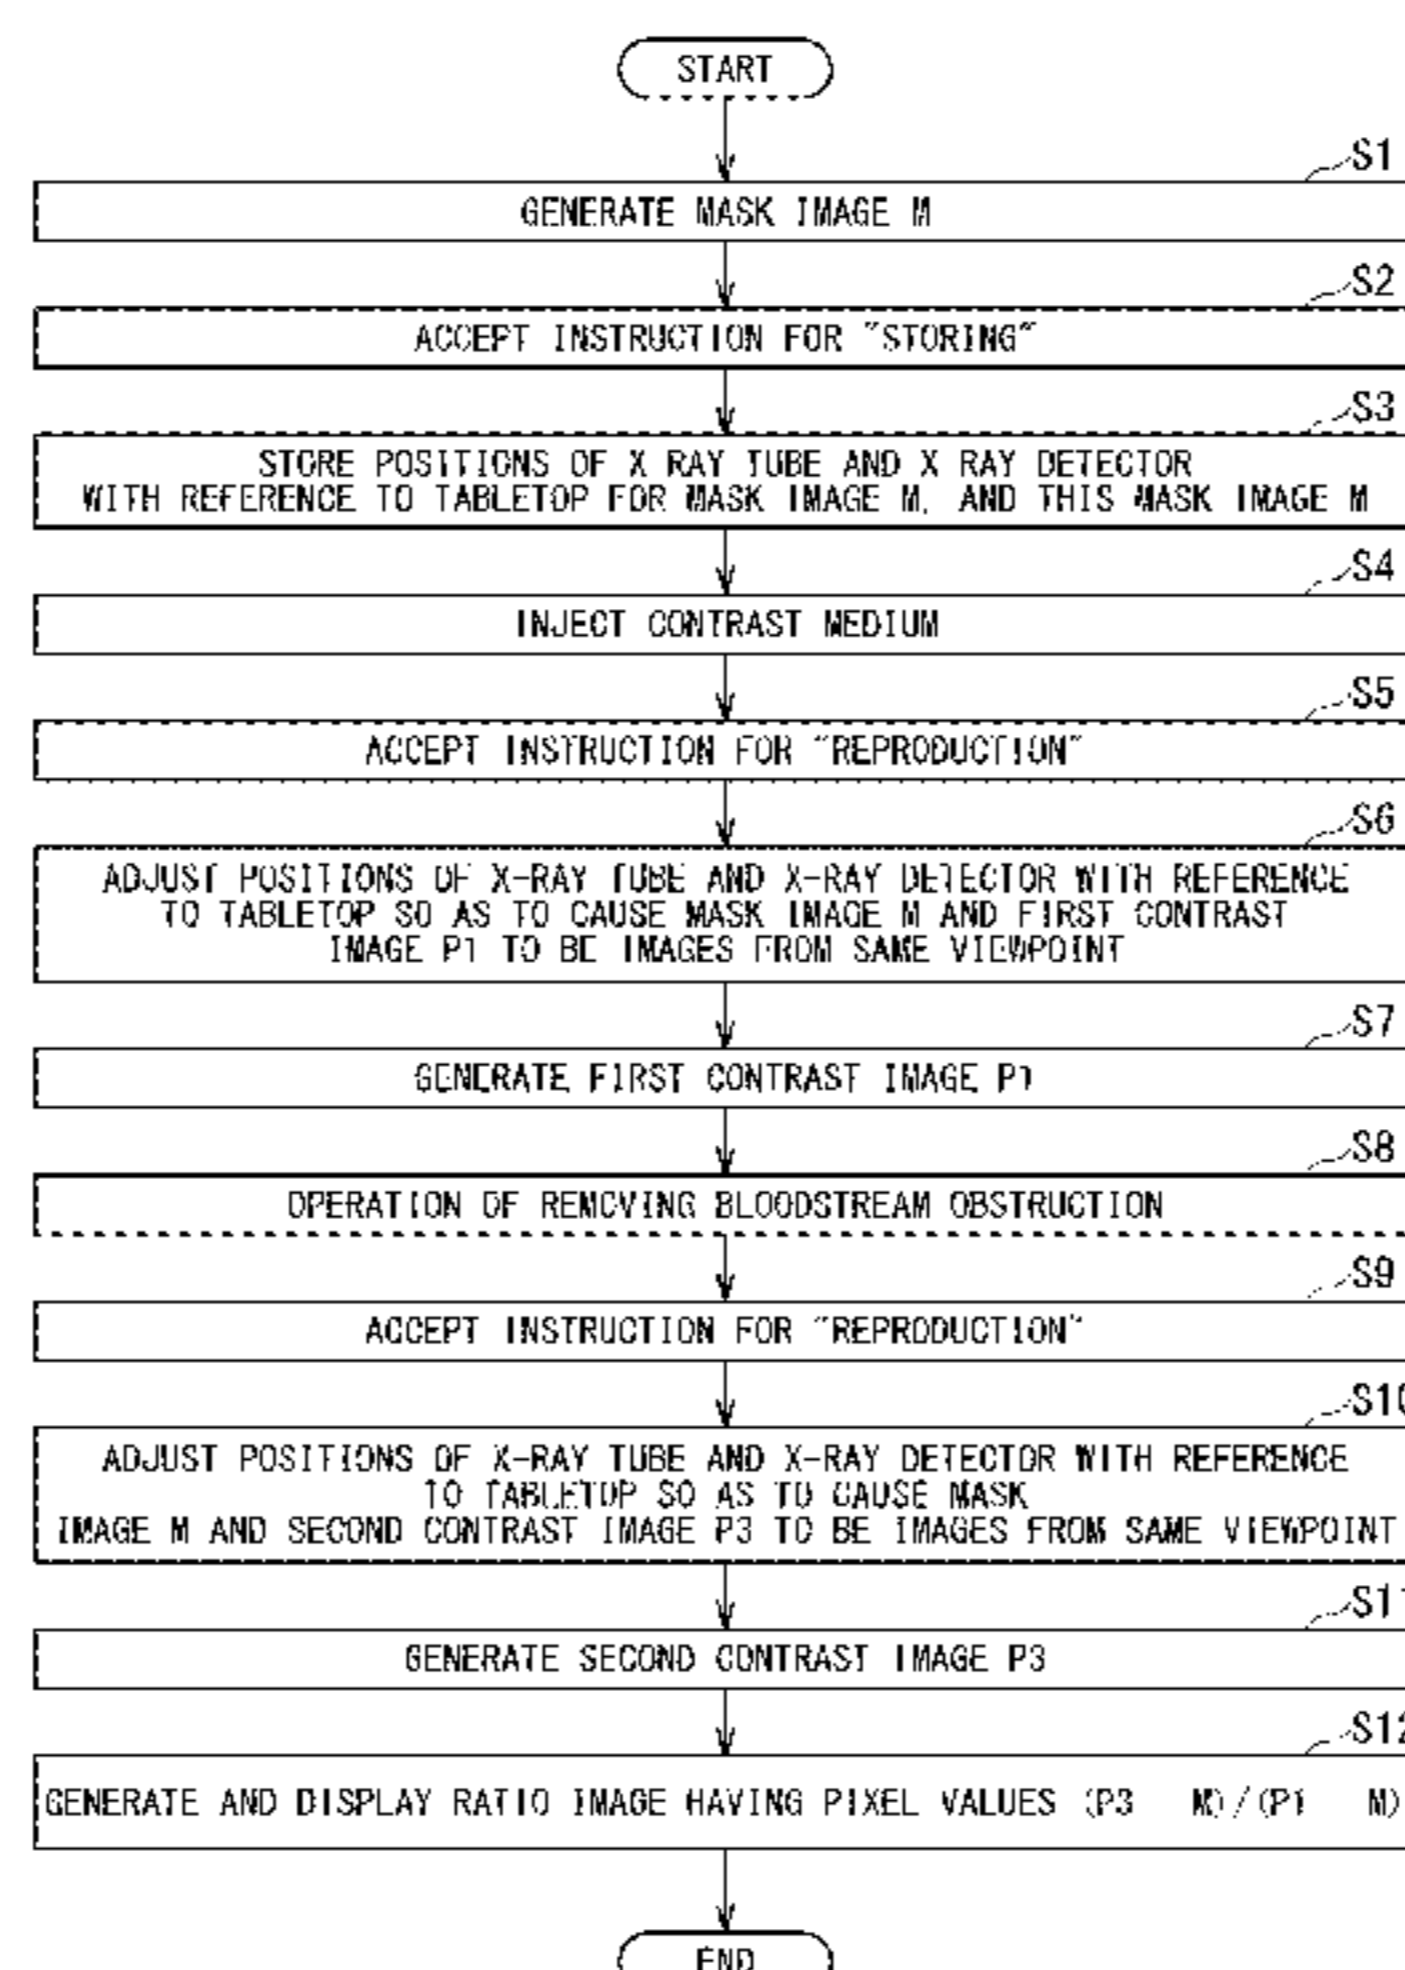 START
S1
GENERATE MASK IMAGE M
S2
ACCEPT INSTRUCTION FOR "STORING"
S3
STORE POSITIONS OF X RAY TUBE AND X RAY DETECTOR
WITH REFERENCE TO TABLETOP FOR MASK IMAGE M, AND THIS MASK IMAGE M
S4
INJECT CONTRAST MEDIUM
S5
ACCEPT INSTRUCTION FOR "REPRODUCTION"
S6
ADJUST POSITIONS OF X-RAY TUBE AND X-RAY DETECTOR WITH REFERENCE
TO TABLETOP SO AS TO CAUSE MASK IMAGE M AND FIRST CONTRAST
IMAGE P1 TO BE IMAGES FROM SAME VIEWPOINT
S7
GENERATE FIRST CONTRAST IMAGE P1
S8
OPERATION OF REMOVING BLOODSTREAM OBSTRUCTION
S9
ACCEPT INSTRUCTION FOR "REPRODUCTION"
S10
ADJUST POSITIONS OF X-RAY TUBE AND X-RAY DETECTOR WITH REFERENCE
TO TABLETOP SO AS TO CAUSE MASK
IMAGE M AND SECOND CONTRAST IMAGE P3 TO BE IMAGES FROM SAME VIEWPOINT
S11
GENERATE SECOND CONTRAST IMAGE P3
S12
GENERATE AND DISPLAY RATIO IMAGE HAVING PIXEL VALUES (P3 M)/(P1 M)
END